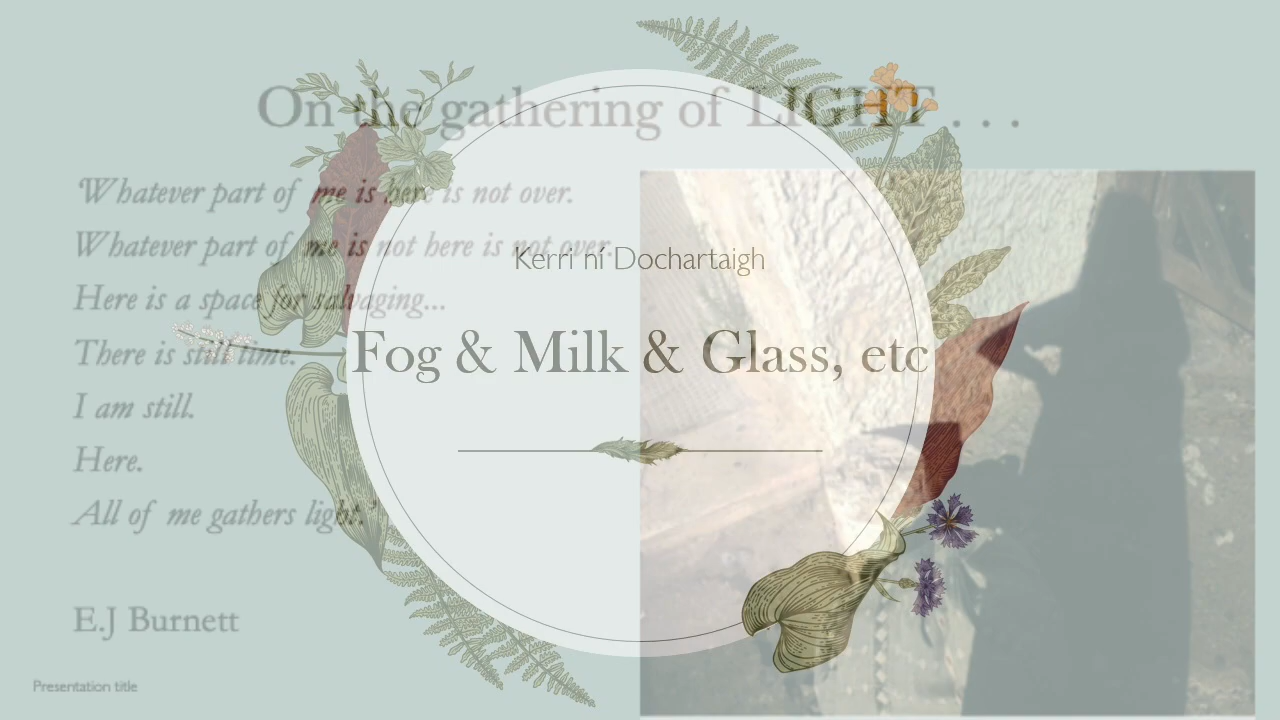 On the gathering of LIGHT . . .
Whatever part of me is here is not over.
Whatever part of me is not here is not over.
Here is a space for salvaging...
There is still time.
I am still.
Here.
All of me gathers light.'
E.J Burnett
Presentation title
Kerri ní Dochartaigh
Fog & Milk & Glass, etc